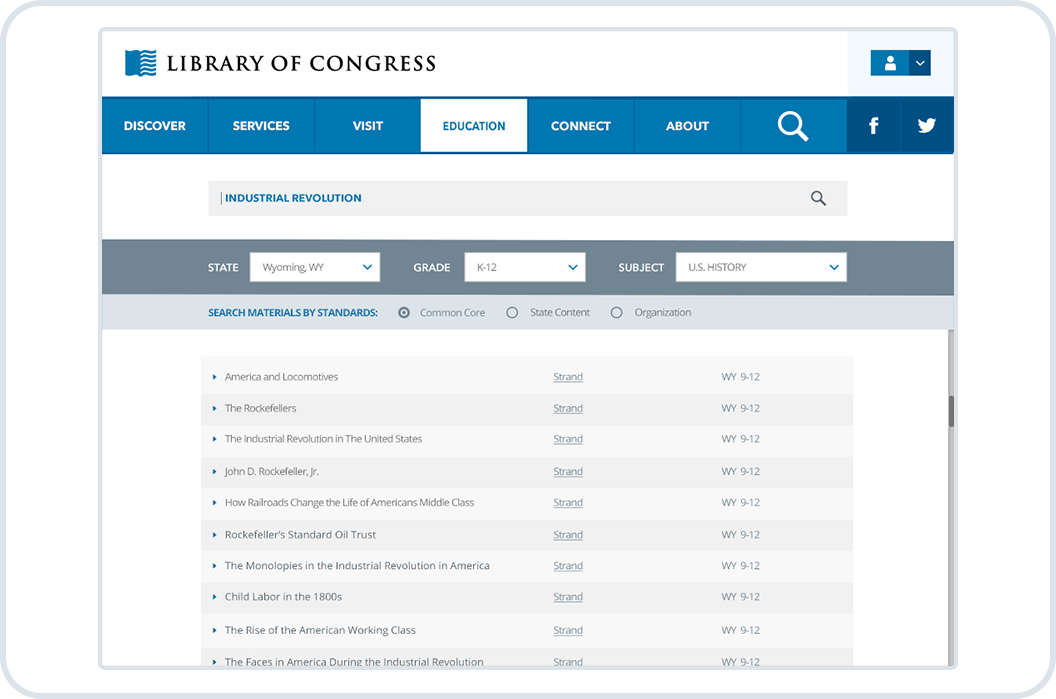 LIBRARY OF CONGRESS
DISCOVER SERVICES VISIT EDUCATION CONNECT ABOUT
INDUSTRIAL REVOLUTION
STATE Wyoming, WY GRADE K-12 SUBJECT U.S. HISTORY
SEARCH MATERIALS BY STANDARDS: Common Core State Content Organization
America and Locomotives Strand WY 9-12
The Rockefellers Strand WY 9-12
The Industrial Revolution in The United States Strand WY 9-12
John D. Rockefeller, Jr. Strand WY 9-12
How Railroads Change the Life of Americans Middle Class Strand WY 9-12
Rockefeller's Standard Oil Trust Strand WY 9-12
The Monolopies in the Industrial Revolution in America Strand WY 9-12
Child Labor in the 1800s Strand WY 9-12
The Rise of the American Working Class Strand WY 9-12
The Faces in America During the Industrial Revolution Strand WY 9-12